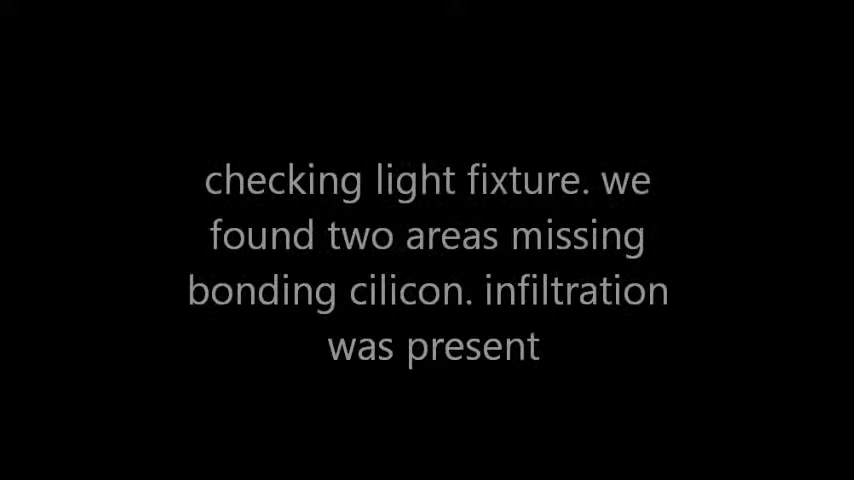 checking light fixture. we
found two areas missing
bonding cilicon. infiltration
was present